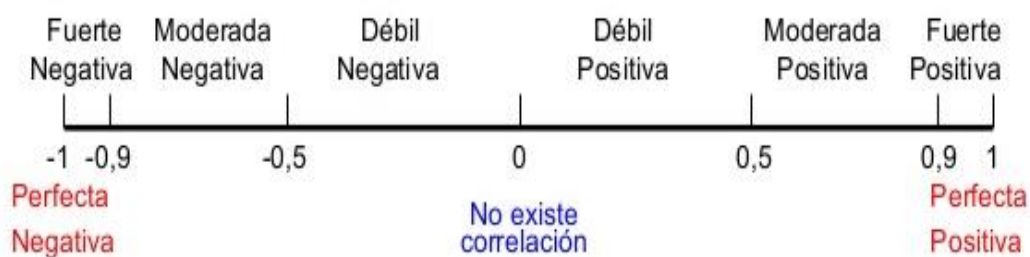 Fuerte Moderada Débil Débil Moderada Fuerte
Negativa Negativa Negativa Positiva Positiva Positiva
-1 -0,9 -0,5 0 0,5 0,9 1
Perfecta No existe Perfecta
Negativa correlación Positiva